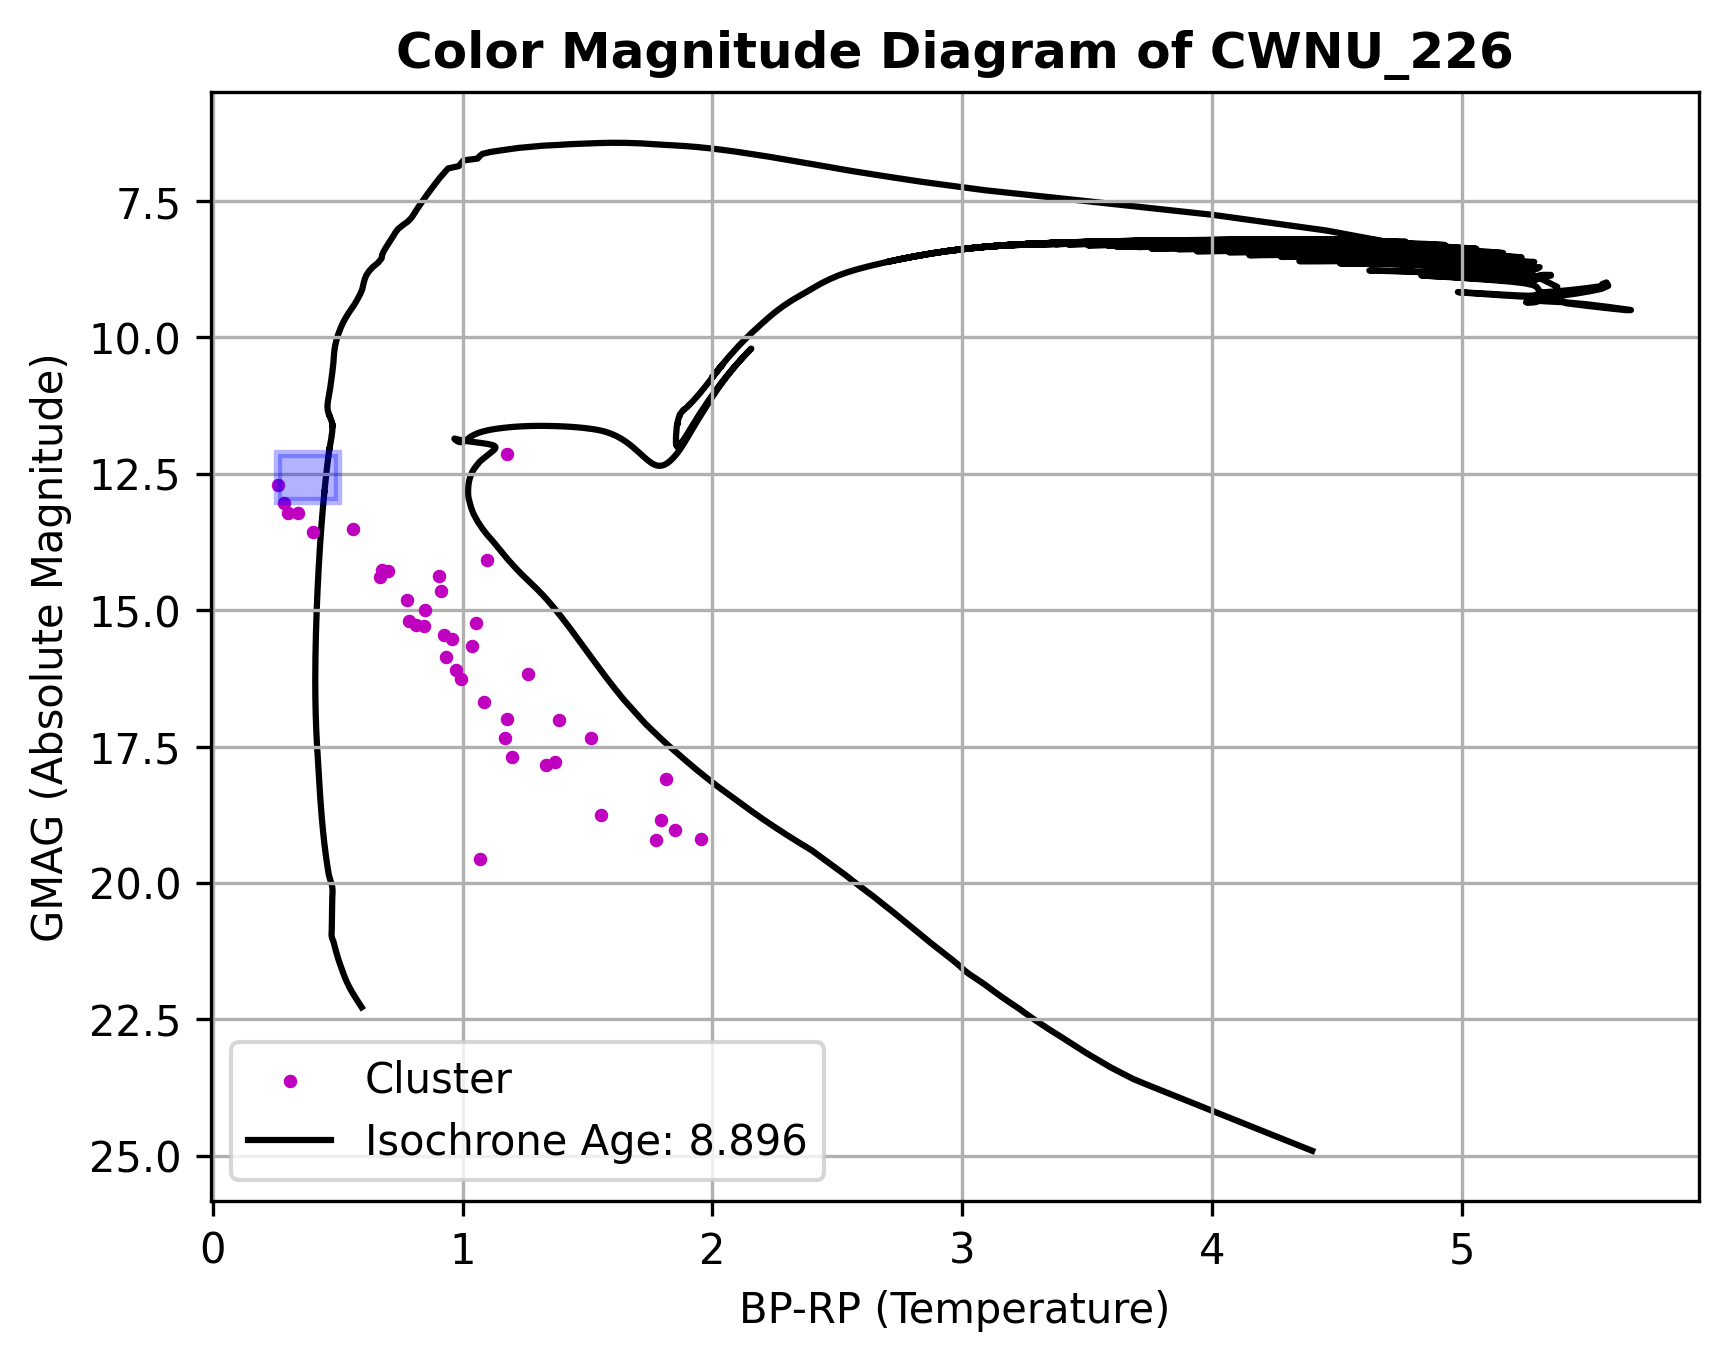 Color Magnitude Diagram of CWNU_226
GMAG (Absolute Magnitude)
7.5
10.0
12.5
15.0
17.5
20.0
22.5
25.0
Cluster
Isochrone Age: 8.896
0 1 2 3 4 5
BP-RP (Temperature)